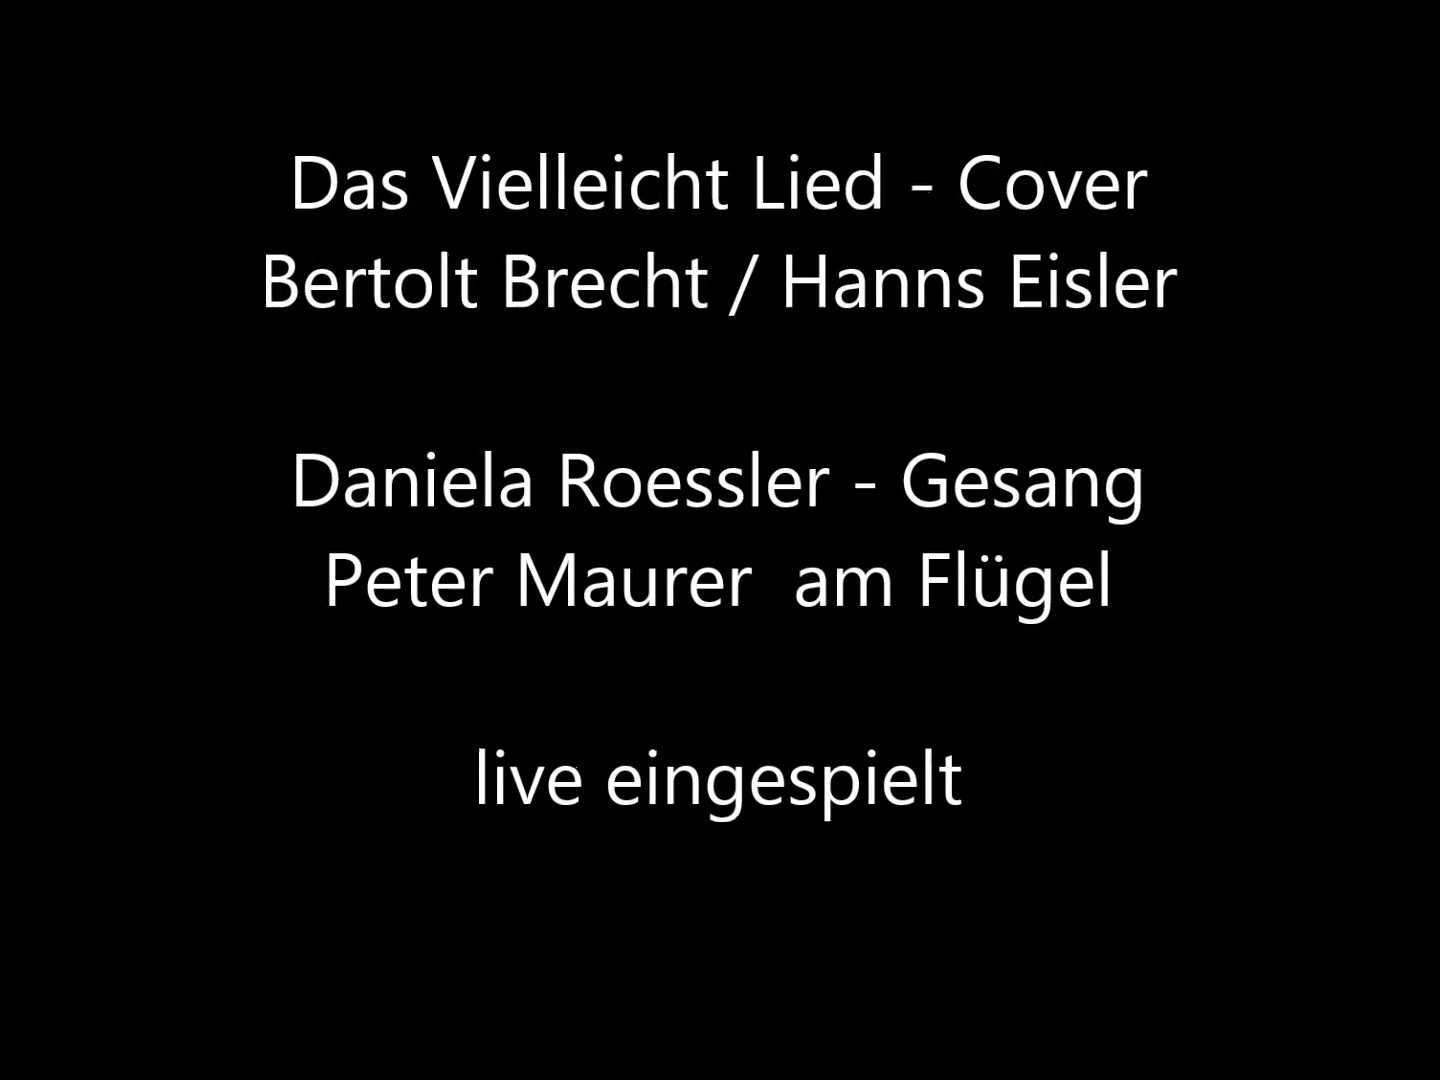 Das Vielleicht Lied - Cover
Bertolt Brecht / Hanns Eisler
Daniela Roessler - Gesang
Peter Maurer  am Flügel
live eingespielt